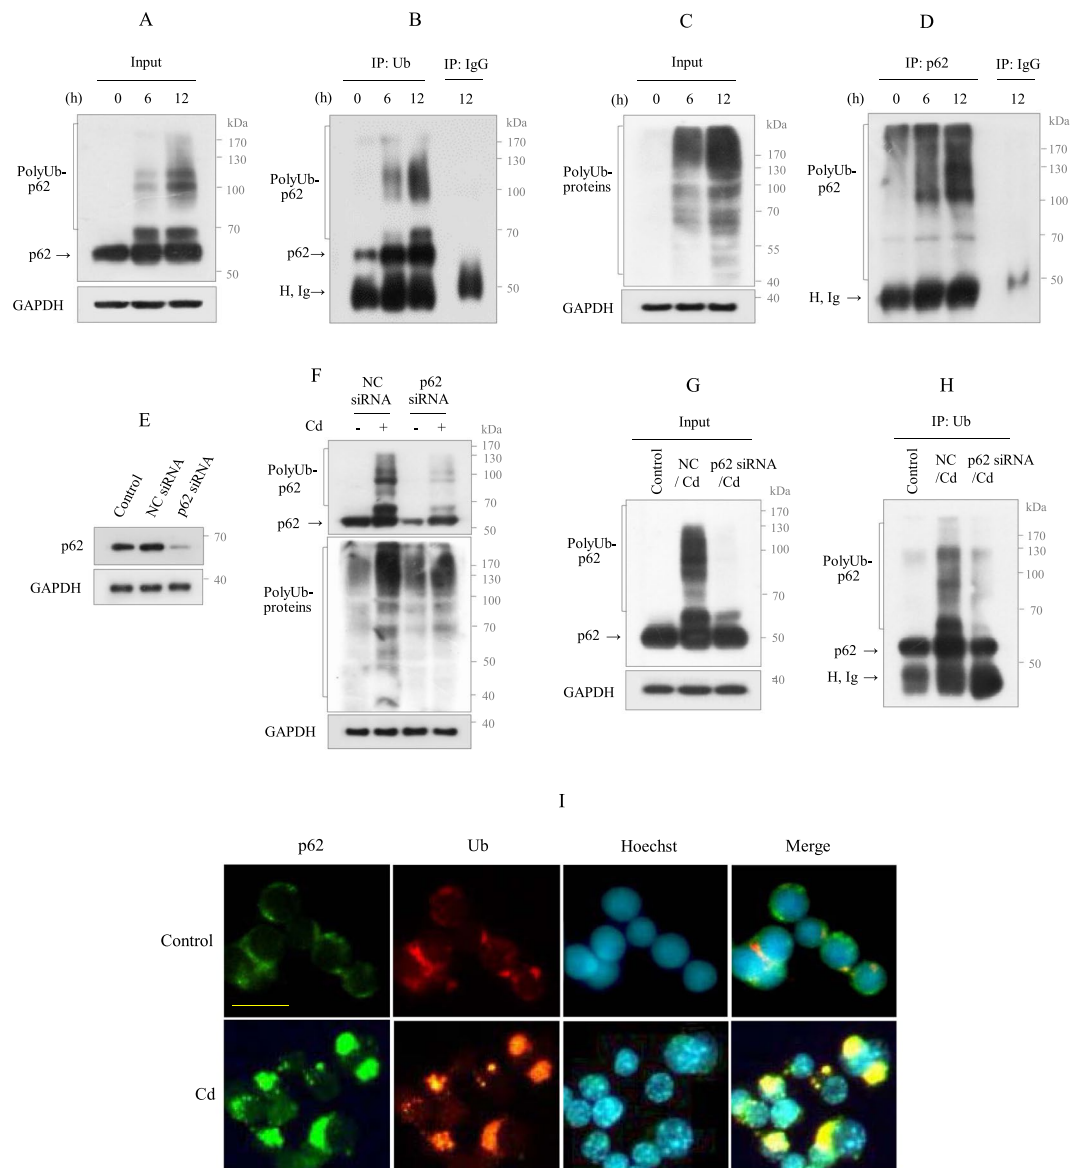 A
Input
(h) 0 6 12
kDa
170
130
100
70
50
PolyUb-
p62
p62 →
GAPDH
B
IP: Ub IP: IgG
(h) 0 6 12 12
kDa
170
130
100
70
50
PolyUb-
p62
p62→
H, Ig→
C
Input
(h) 0 6 12
kDa
170
130
100
70
55
40
40
PolyUb-
proteins
GAPDH
D
IP: p62 IP: IgG
(h) 0 6 12 12
kDa
170
130
100
70
50
PolyUb-
p62
H, Ig →
E
Control
NC siRNA
p62 siRNA
p62
70
GAPDH
40
F
NC
siRNA
p62
siRNA
Cd - + - +
kDa
170
130
100
70
50
PolyUb-
p62
p62 →
170
130
100
70
50
40
PolyUb-
proteins
GAPDH
40
G
Input
Control
NC
/ Cd
p62 siRNA
/Cd
kDa
170
100
70
50
40
PolyUb-
p62
p62 →
GAPDH
H
IP: Ub
Control
NC
/Cd
p62 siRNA
/Cd
kDa
170
130
100
70
50
PolyUb-
p62
p62→
H, Ig →
I
p62 Ub Hoechst Merge
Control
Cd